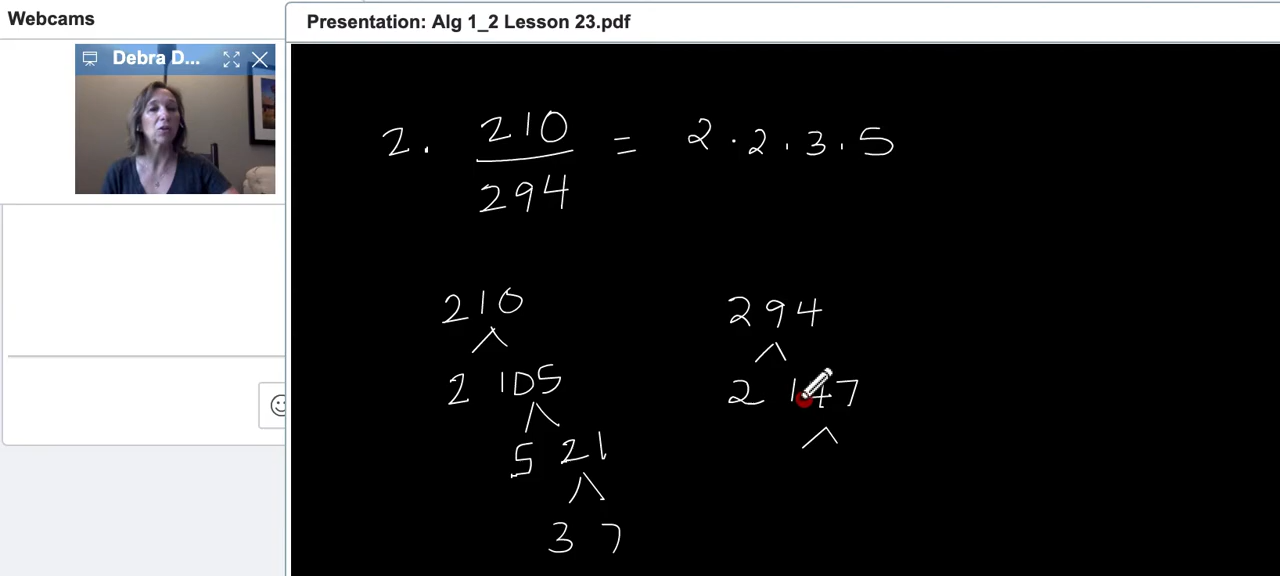 Webcams
Presentation: Alg 1_2 Lesson 23.pdf
Debra D...
2. 210/294 = 2 · 2 · 3 · 5
210 294
2 105 2 147
5 21
3 7